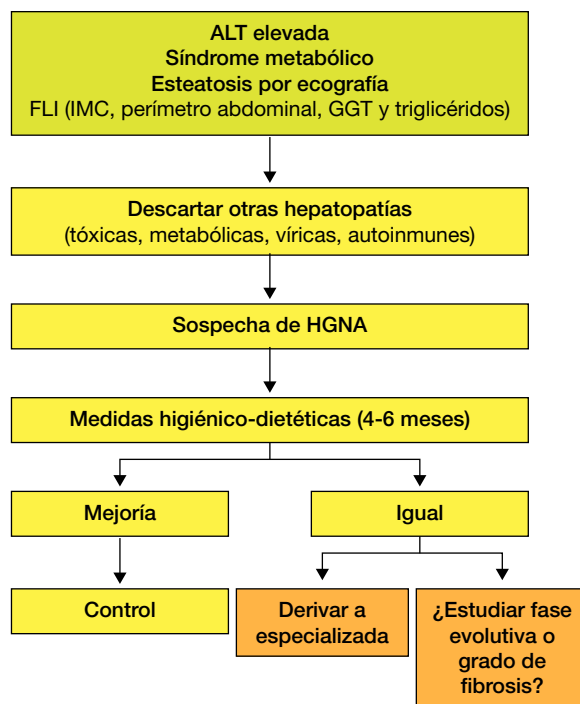 ALT elevada
Síndrome metabólico
Esteatosis por ecografía
FLI (IMC, perímetro abdominal, GGT y triglicéridos)
Descartar otras hepatopatías
(tóxicas, metabólicas, víricas, autoinmunes)
Sospecha de HGNA
Medidas higiénico-dietéticas (4-6 meses)
Mejoría
Igual
Control
Derivar a
especializada
¿Estudiar fase
evolutiva o
grado de
fibrosis?